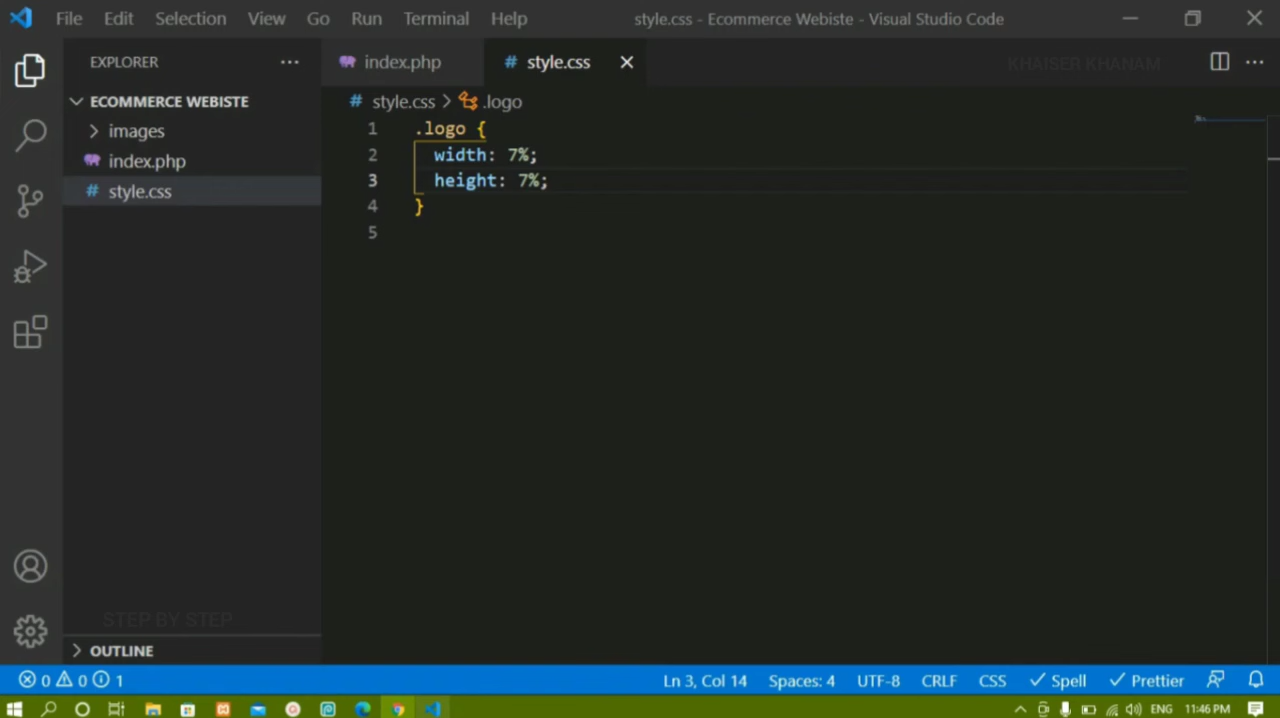 File Edit Selection View Go Run Terminal Help style.css - Ecommerce Webiste - Visual Studio Code
EXPLORER
index.php
# style.css
KHAISER KHANAM
ECOMMERCE WEBISTE
images
index.php
# style.css
# style.css > .logo
1 .logo {
2 width: 7%;
3 height: 7%;
4 }
5
STEP BY STEP
OUTLINE
0 0 1 Ln 3, Col 14 Spaces: 4 UTF-8 CRLF CSS Spell Prettier
ENG 11:46 PM